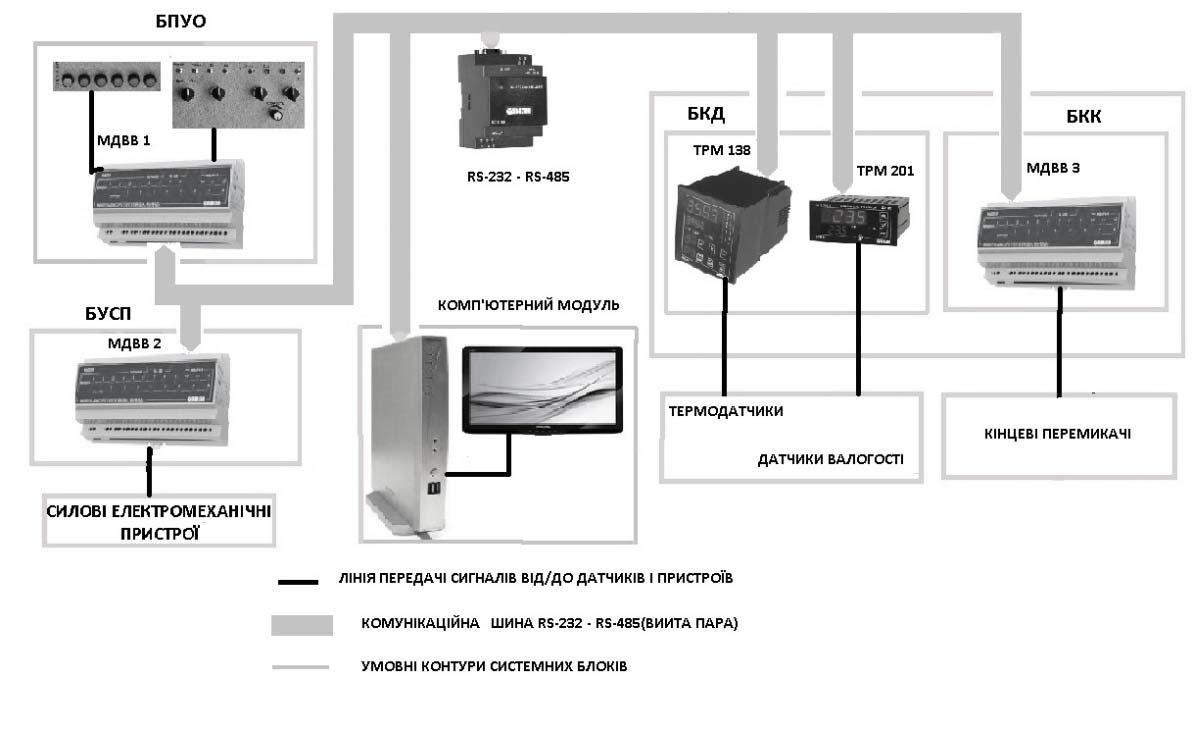 БПУО
МДВВ 1
RS-232 - RS-485
БКД
БКК
ТРМ 138
ТРМ 201
МДВВ 3
БУСП
МДВВ 2
КОМП'ЮТЕРНИЙ МОДУЛЬ
СИЛОВІ ЕЛЕКТРОМЕХАНІЧНІ
ПРИСТРОЇ
ТЕРМОДАТЧИКИ
ДАТЧИКИ ВАЛОГОСТІ
КІНЦЕВІ ПЕРЕМИКАЧІ
ЛІНІЯ ПЕРЕДАЧІ СИГНАЛІВ ВІД/ДО ДАТЧИКІВ І ПРИСТРОЇВ
КОМУНІКАЦІЙНА ШИНА RS-232 - RS-485(ВИИТА ПАРА)
УМОВНІ КОНТУРИ СИСТЕМНИХ БЛОКІВ